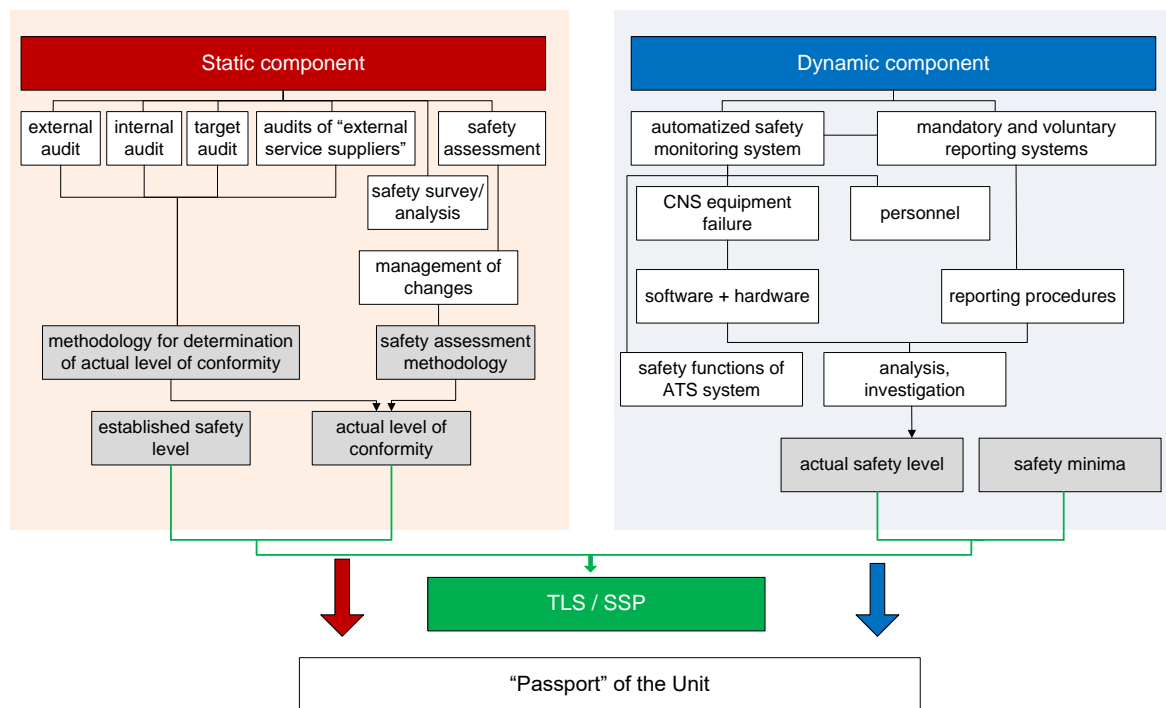 Static component
external
audit
internal
audit
target
audit
audits of “external
service suppliers”
safety
assessment
safety survey/
analysis
management of
changes
methodology for determination
of actual level of conformity
safety assessment
methodology
established safety
level
actual level of
conformity
Dynamic component
automatized safety
monitoring system
mandatory and voluntary
reporting systems
CNS equipment
failure
personnel
software + hardware
reporting procedures
safety functions of
ATS system
analysis,
investigation
actual safety level
safety minima
TLS / SSP
“Passport” of the Unit